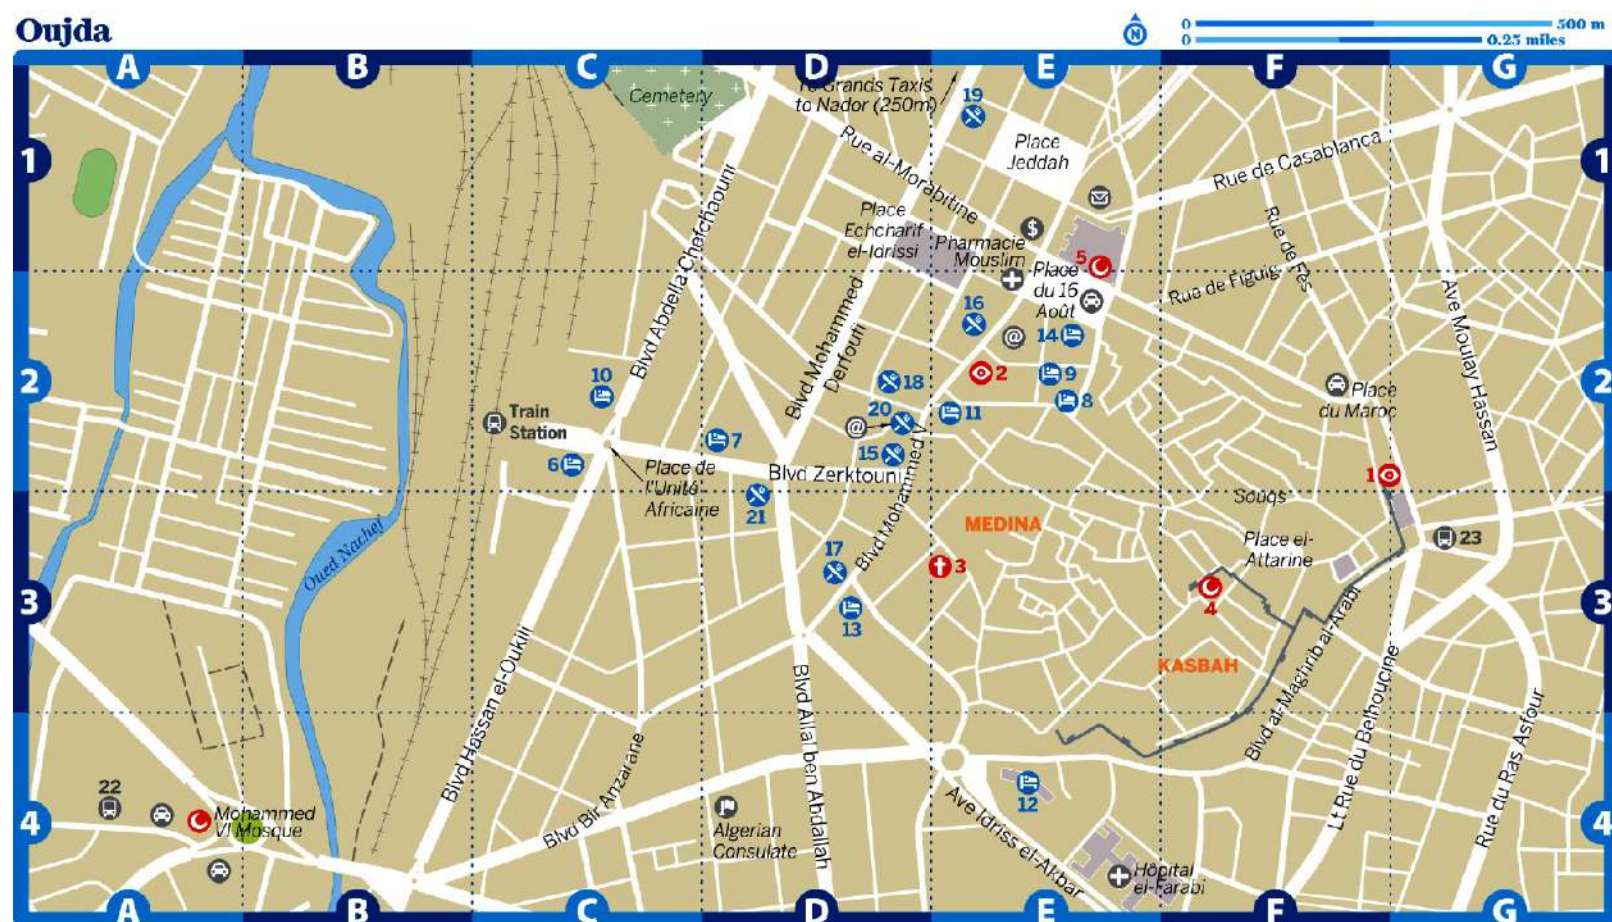 Oujda
0 500 m
0 0.25 miles
N
A B C D E F G
1
2
3
4
1
2
3
4
A B C D E F G
Cemetery
To Grands Taxis
to Nador (250m)
19
Place
Jeddah
Rue de Casablanca
Rue al-Morabitine
Place
Echcharif
el-Idrissi
$
Pharmacie
Mouslim
5
Place
du 16
Août
Rue de Fès
Rue de Figuig
Blvd Abdella Chefchaouni
Blvd Mohammed
Derfoufi
Ave Moulay Hassan
16
@
14
2
9
8
18
10
20
@
11
15
Place
du Maroc
Train
Station
7
6
Place de
l'Unité
Africaine
Blvd Zerktouni
1
21
Souqs
MEDINA
Blvd Mohammed V
Oued Nachef
17
3
Place el-
Attarine
23
13
4
KASBAH
Blvd Hassan el-Oukili
Blvd Allal ben Abdallah
Blvd al-Maghrib al-Arabi
Lt Rue du Belhoucine
Rue du Ras Asfour
Blvd Bir Anzarane
22
Mohammed
VI Mosque
Algerian
Consulate
12
Ave Idriss el-Akbar
Hôpital
el-Farabi